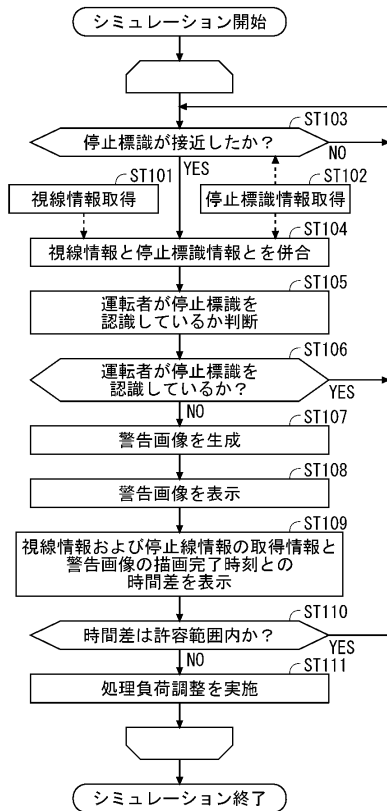 シミュレーション開始
ST103
停止標識が接近したか？
NO
YES
ST101
視線情報取得
ST102
停止標識情報取得
ST104
視線情報と停止標識情報とを併合
ST105
運転者が停止標識を
認識しているか判断
ST106
運転者が停止標識を
認識しているか？
YES
NO
ST107
警告画像を生成
ST108
警告画像を表示
ST109
視線情報および停止線情報の取得情報と
警告画像の描画完了時刻との
時間差を表示
ST110
時間差は許容範囲内か？
YES
NO
ST111
処理負荷調整を実施
シミュレーション終了